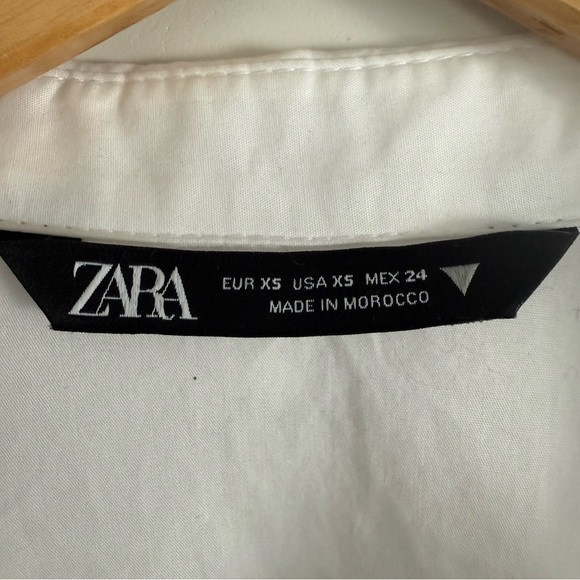 ZARA
EUR XS USA XS MEX 24
MADE IN MOROCCO